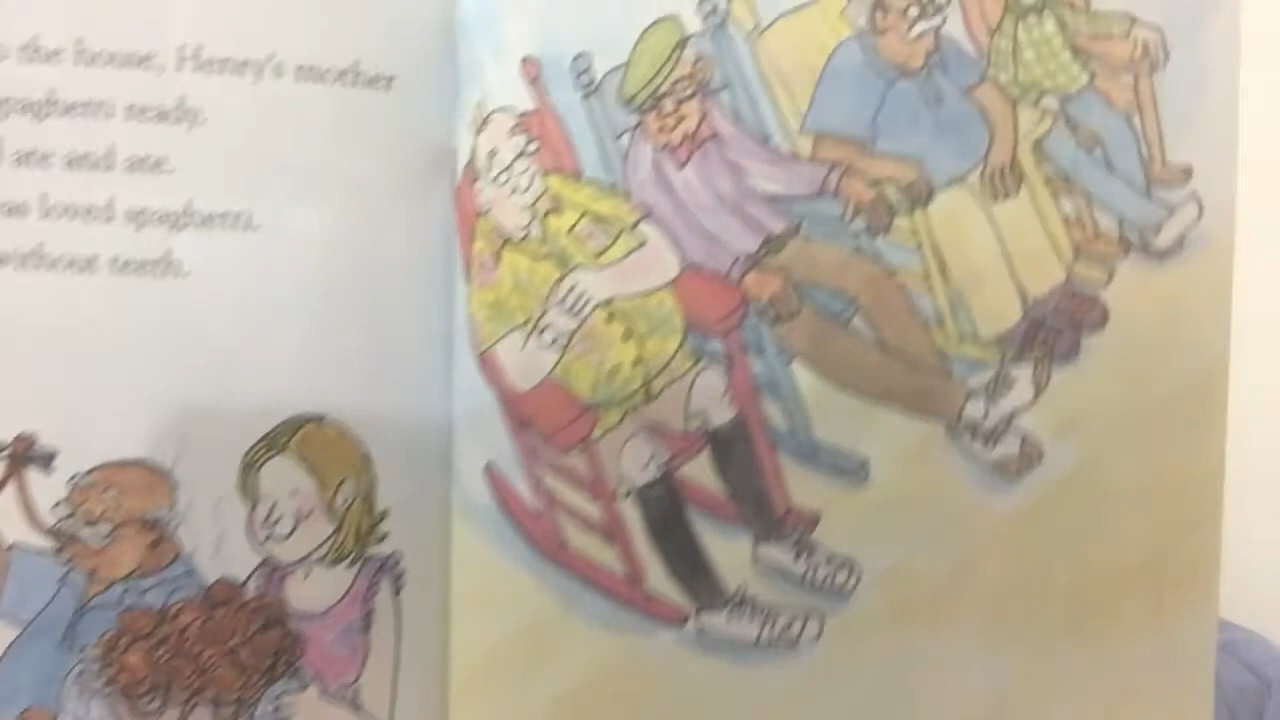 the house, Henry's mother
spaghetti ready.
ate and ate.
loved spaghetti.
without teeth.